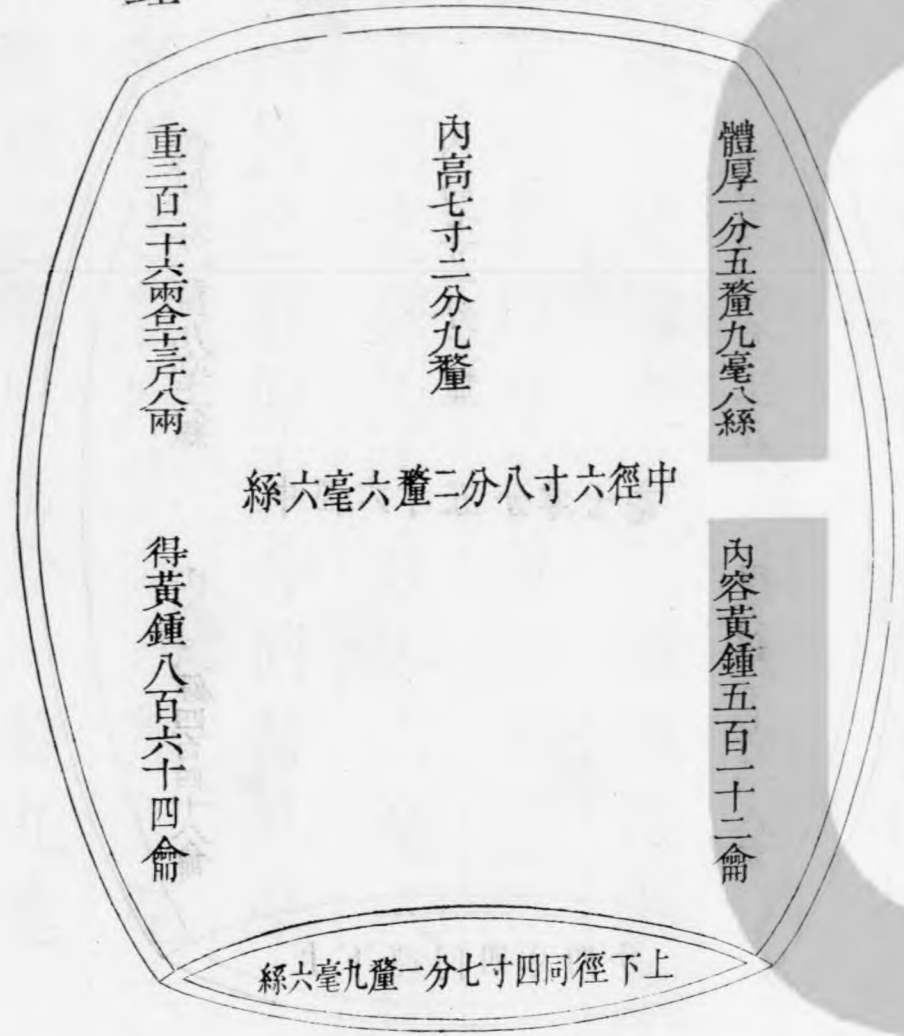 體厚一分五釐九毫八絲
內容黃鍾五百一十二龠
內高七寸二分九釐
中徑六寸八分二釐六毫六絲
重二百一十六兩合十三斤八兩
得黃鍾八百六十四龠
上下徑同四寸七分一釐九毫六絲